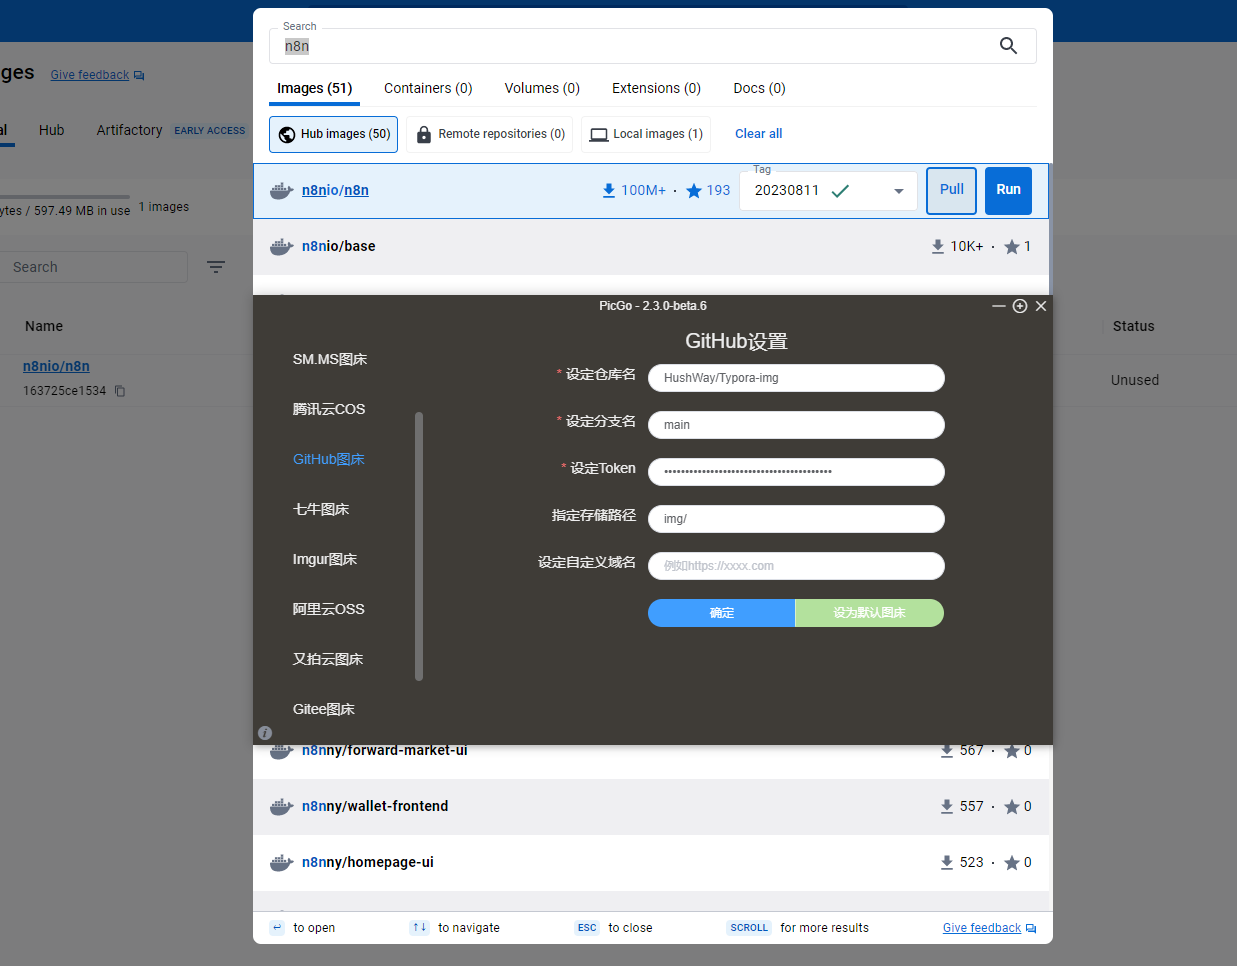 Search
n8n
ges
Give feedback
Images (51)
Containers (0)
Volumes (0)
Extensions (0)
Docs (0)
al
Hub
Artifactory
EARLY ACCESS
Hub images (50)
Remote repositories (0)
Local images (1)
Clear all
n8nio/n8n
100M+ · 193
Tag
20230811
Pull
Run
ytes / 597.49 MB in use
1 images
n8nio/base
10K+ · 1
Search
PicGo - 2.3.0-beta.6
GitHub设置
Name
Status
n8nio/n8n
163725ce1534
Unused
SM.MS图床
腾讯云COS
GitHub图床
七牛图床
Imgur图床
阿里云OSS
又拍云图床
Gitee图床
* 设定仓库名
HushWay/Typora-img
* 设定分支名
main
* 设定Token
指定存储路径
img/
设定自定义域名
例如https://xxxx.com
确定
设为默认图床
n8nny/forward-market-ui
567 · 0
n8nny/wallet-frontend
557 · 0
n8nny/homepage-ui
523 · 0
↩ to open
↑↓ to navigate
ESC to close
SCROLL for more results
Give feedback